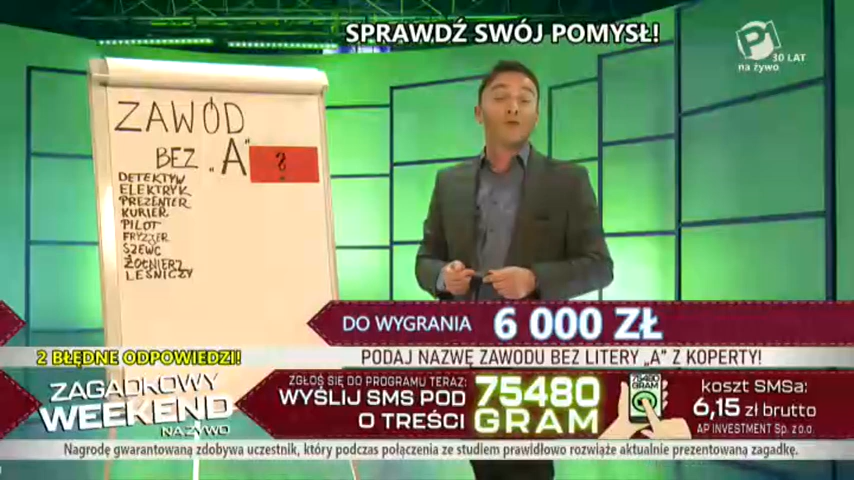 SPRAWDŹ SWÓJ POMYSŁ!
30 LAT
na żywo
ZAWÓD
BEZ „A”
?
DETEKTYW
ELEKTRYK
PREZENTER
KURIER
PILOT
FRYZJER
SZEWC
ŻOŁNIERZ
LEŚNICZY
DO WYGRANIA 6 000 ZŁ
2 BŁĘDNE ODPOWIEDZI!
PODAJ NAZWĘ ZAWODU BEZ LITERY „A” Z KOPERTY!
ZAGADKOWY
WEEKEND
NA ŻYWO
ZGŁOŚ SIĘ DO PROGRAMU TERAZ:
WYŚLIJ SMS POD 75480
O TREŚCI GRAM
75480
GRAM
koszt SMSa:
6,15 zł brutto
AP INVESTMENT Sp. z o.o.
Nagrodę gwarantowaną zdobywa uczestnik, który podczas połączenia ze studiem prawidłowo rozwiąże aktualnie prezentowaną zagadkę.